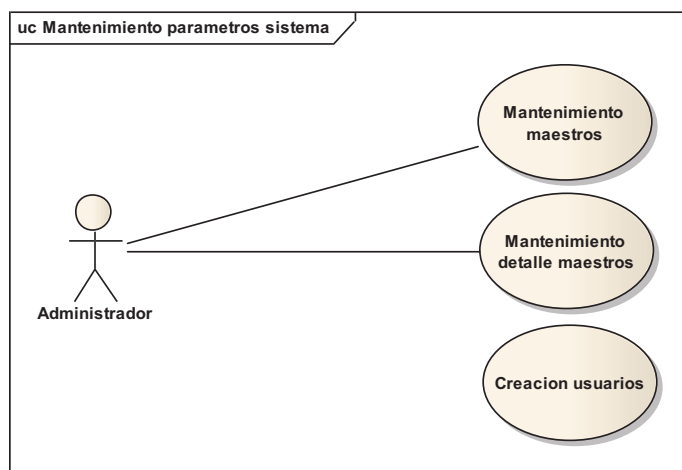 uc Mantenimiento parametros sistema
Mantenimiento
maestros
Mantenimiento
detalle maestros
Administrador
Creacion usuarios